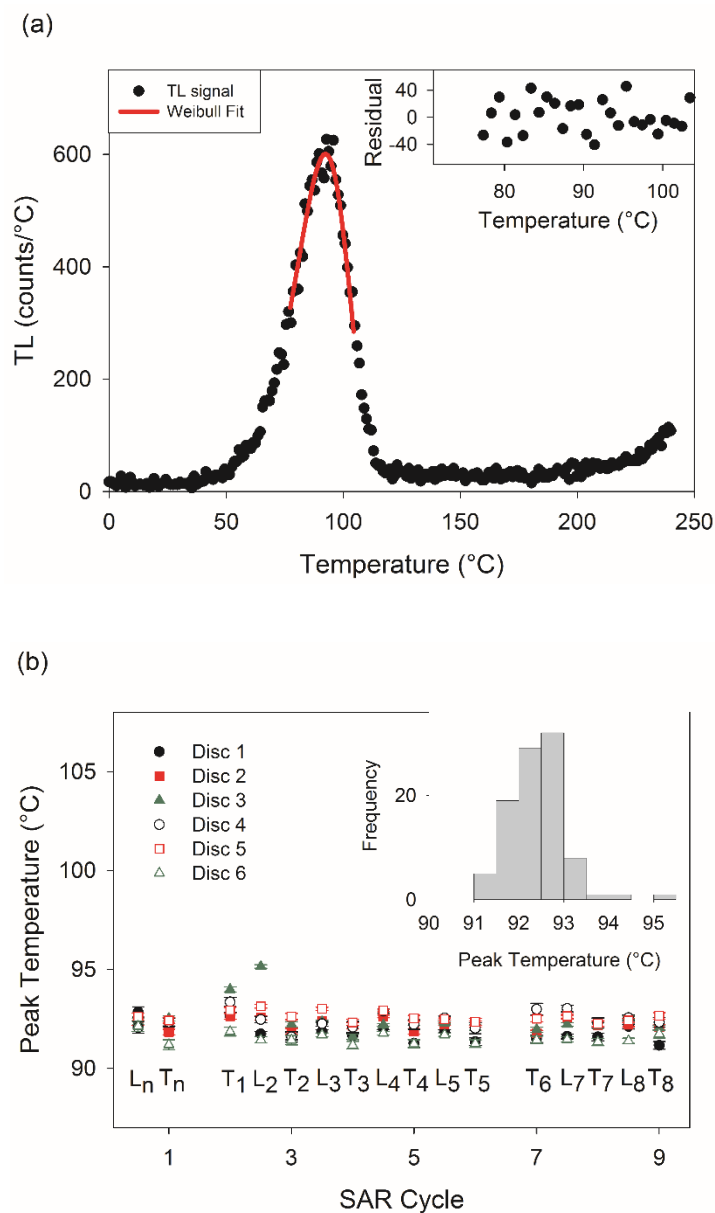 (a)
TL signal
Weibull Fit
Residual
40
0
-40
80
90
100
Temperature (°C)
TL (counts/°C)
600
400
200
0
0
50
100
150
200
250
Temperature (°C)
(b)
Disc 1
Disc 2
Disc 3
Disc 4
Disc 5
Disc 6
Frequency
20
0
90 91 92 93 94 95
Peak Temperature (°C)
Peak Temperature (°C)
105
100
95
90
Ln Tn T1 L2 T2 L3 T3 L4 T4 L5 T5 T6 L7 T7 L8 T8
1 3 5 7 9
SAR Cycle